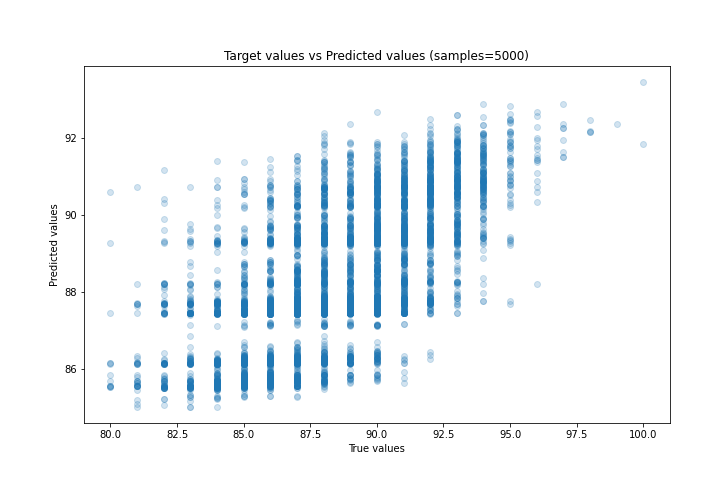 Target values vs Predicted values (samples=5000)
Predicted values
92
90
88
86
80.0 82.5 85.0 87.5 90.0 92.5 95.0 97.5 100.0
True values